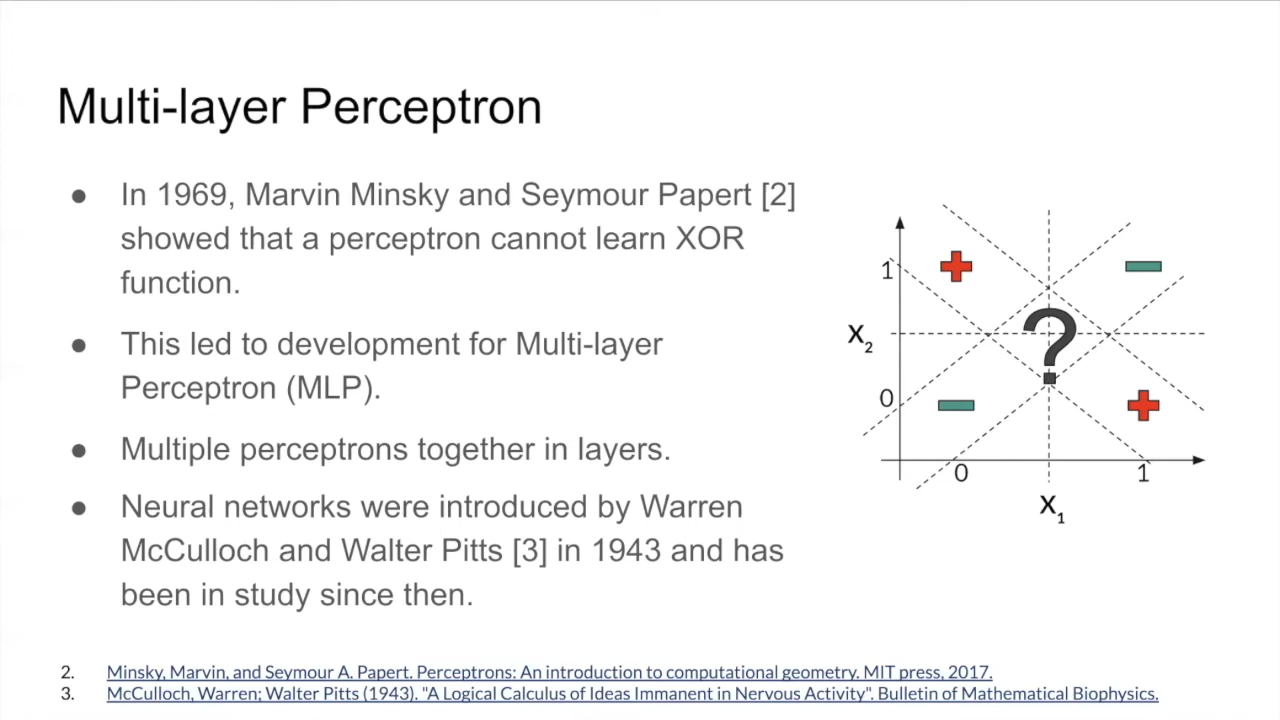 Multi-layer Perceptron
● In 1969, Marvin Minsky and Seymour Papert [2]
showed that a perceptron cannot learn XOR
function.
● This led to development for Multi-layer
Perceptron (MLP).
● Multiple perceptrons together in layers.
● Neural networks were introduced by Warren
McCulloch and Walter Pitts [3] in 1943 and has
been in study since then.
1
X2
?
0
0
1
X1
2. Minsky, Marvin, and Seymour A. Papert. Perceptrons: An introduction to computational geometry. MIT press, 2017.
3. McCulloch, Warren; Walter Pitts (1943). "A Logical Calculus of Ideas Immanent in Nervous Activity". Bulletin of Mathematical Biophysics.